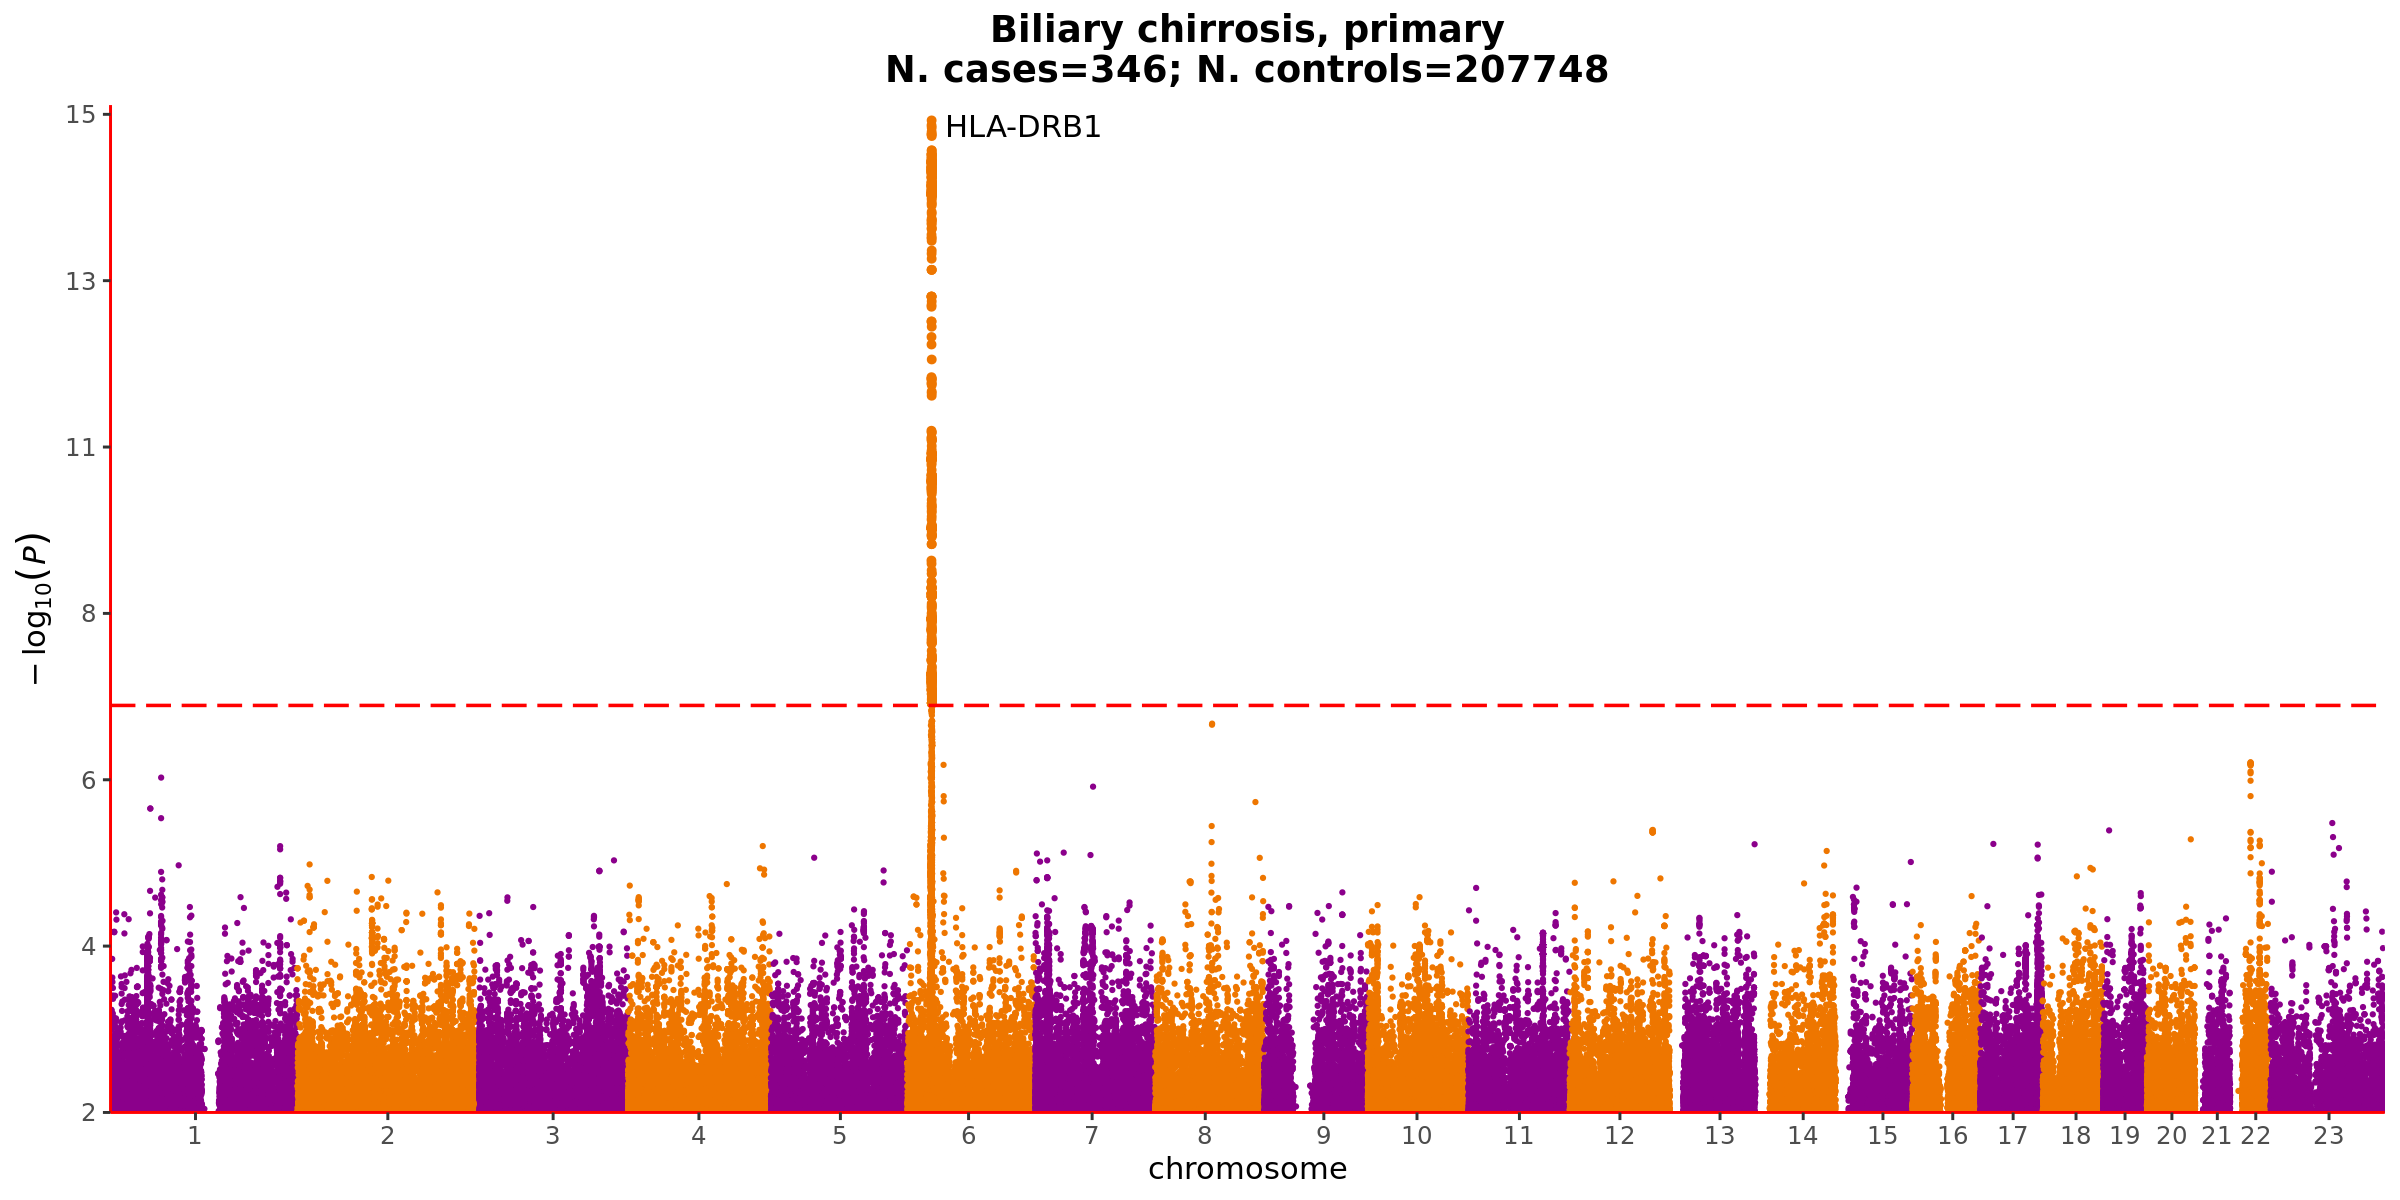 Biliary chirrosis, primary
N. cases=346; N. controls=207748
HLA-DRB1
15
13
11
8
6
4
2
−log10(P)
1 2 3 4 5 6 7 8 9 10 11 12 13 14 15 16 17 18 19 20 21 22 23
chromosome